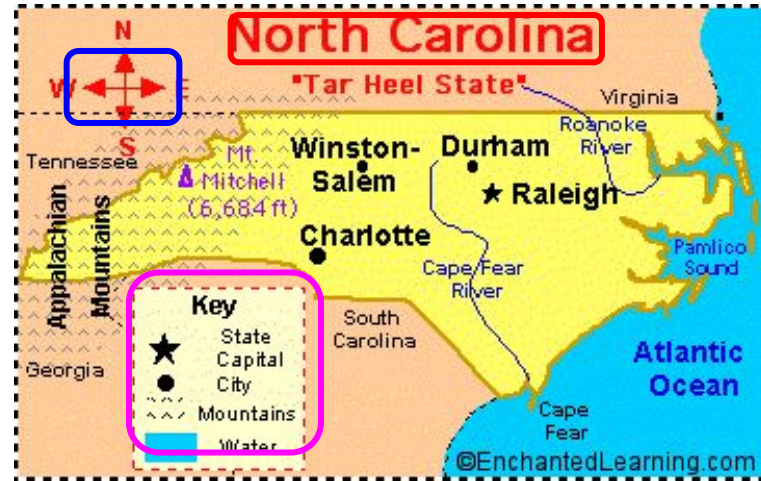 N
North Carolina
W E
"Tar Heel State"
S
Virginia
Roanoke
River
Tennessee
Mt.
Mitchell
(6,684 ft)
Winston-
Salem
Durham
Raleigh
Appalachian
Mountains
Charlotte
Cape Fear
River
Pamlico
Sound
Key
State
Capital
City
Mountains
Water
South
Carolina
Georgia
Atlantic
Ocean
Cape
Fear
©EnchantedLearning.com